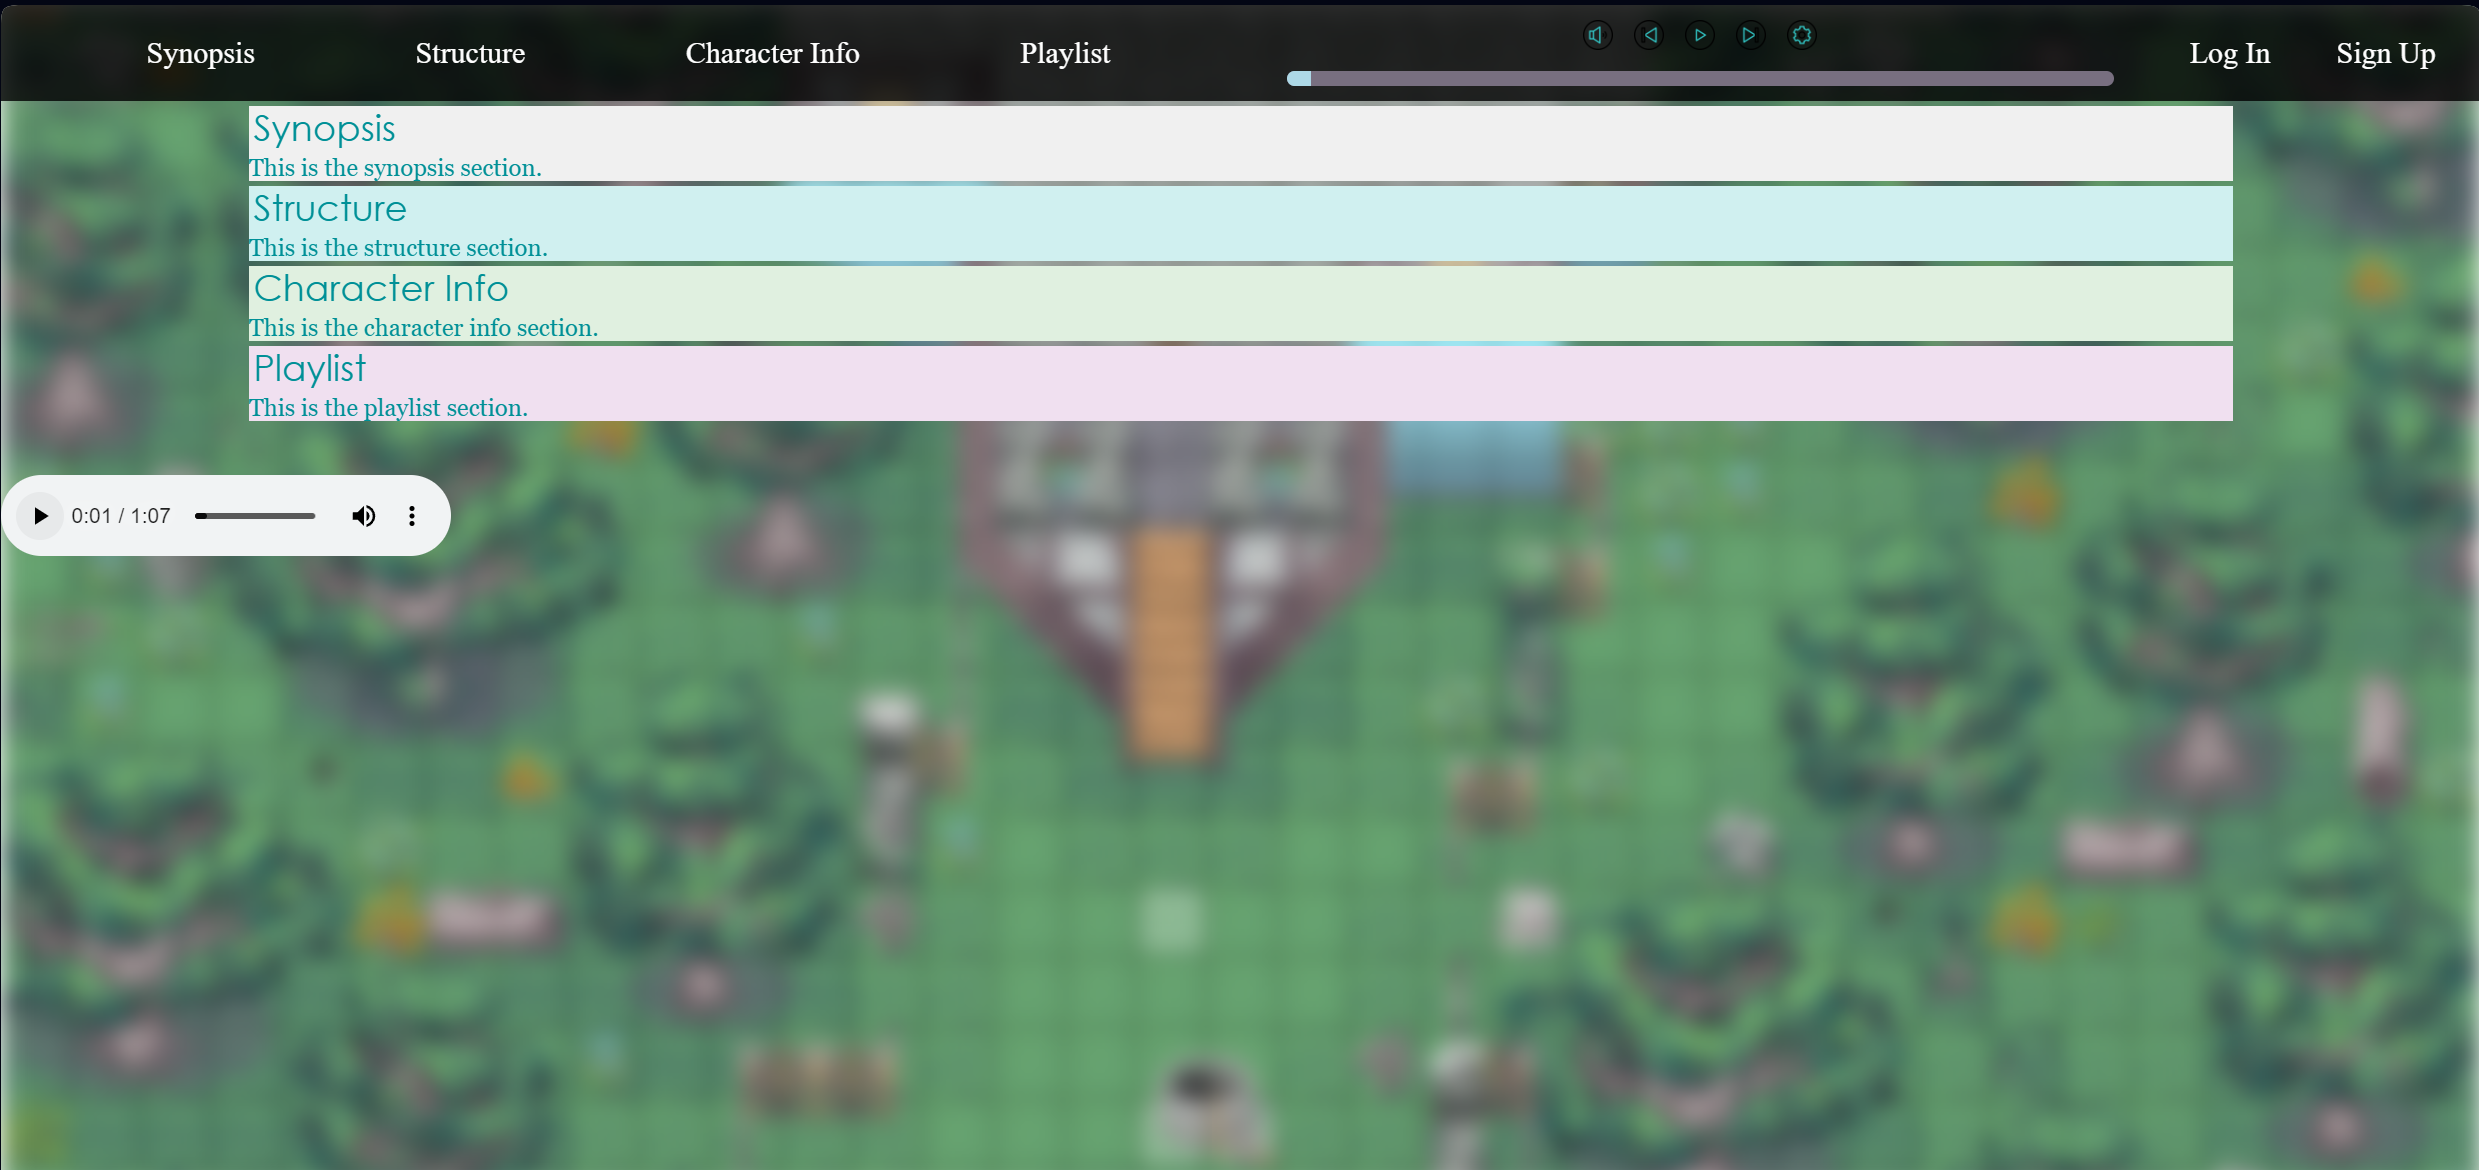 Synopsis
Structure
Character Info
Playlist
Log In
Sign Up
Synopsis
This is the synopsis section.
Structure
This is the structure section.
Character Info
This is the character info section.
Playlist
This is the playlist section.
0:01 / 1:07